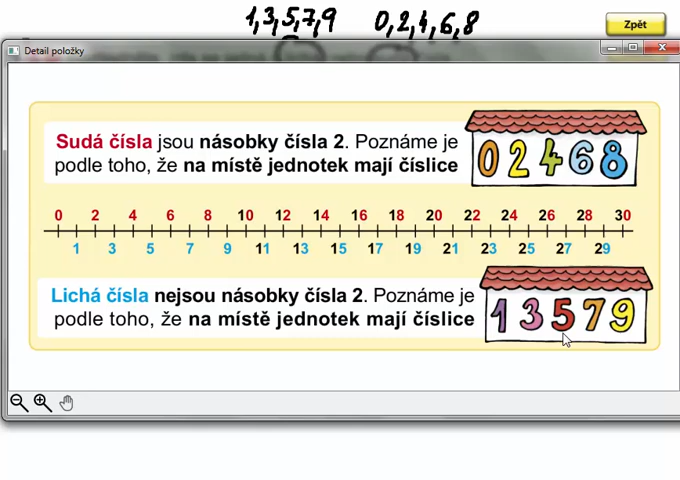 1,3,5,7,9 0,2,4,6,8
Zpět
Detail položky
Sudá čísla jsou násobky čísla 2. Poznáme je
podle toho, že na místě jednotek mají číslice
0 2 4 6 8
0 2 4 6 8 10 12 14 16 18 20 22 24 26 28 30
1 3 5 7 9 11 13 15 17 19 21 23 25 27 29
Lichá čísla nejsou násobky čísla 2. Poznáme je
podle toho, že na místě jednotek mají číslice
1 3 5 7 9